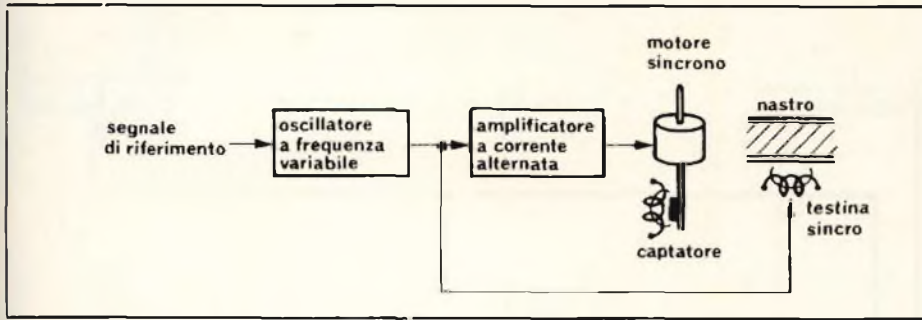 segnale
di riferimento
oscillatore
a frequenza
variabile
amplificatore
a corrente
alternata
motore
sincrono
captatore
nastro
testina
sincro